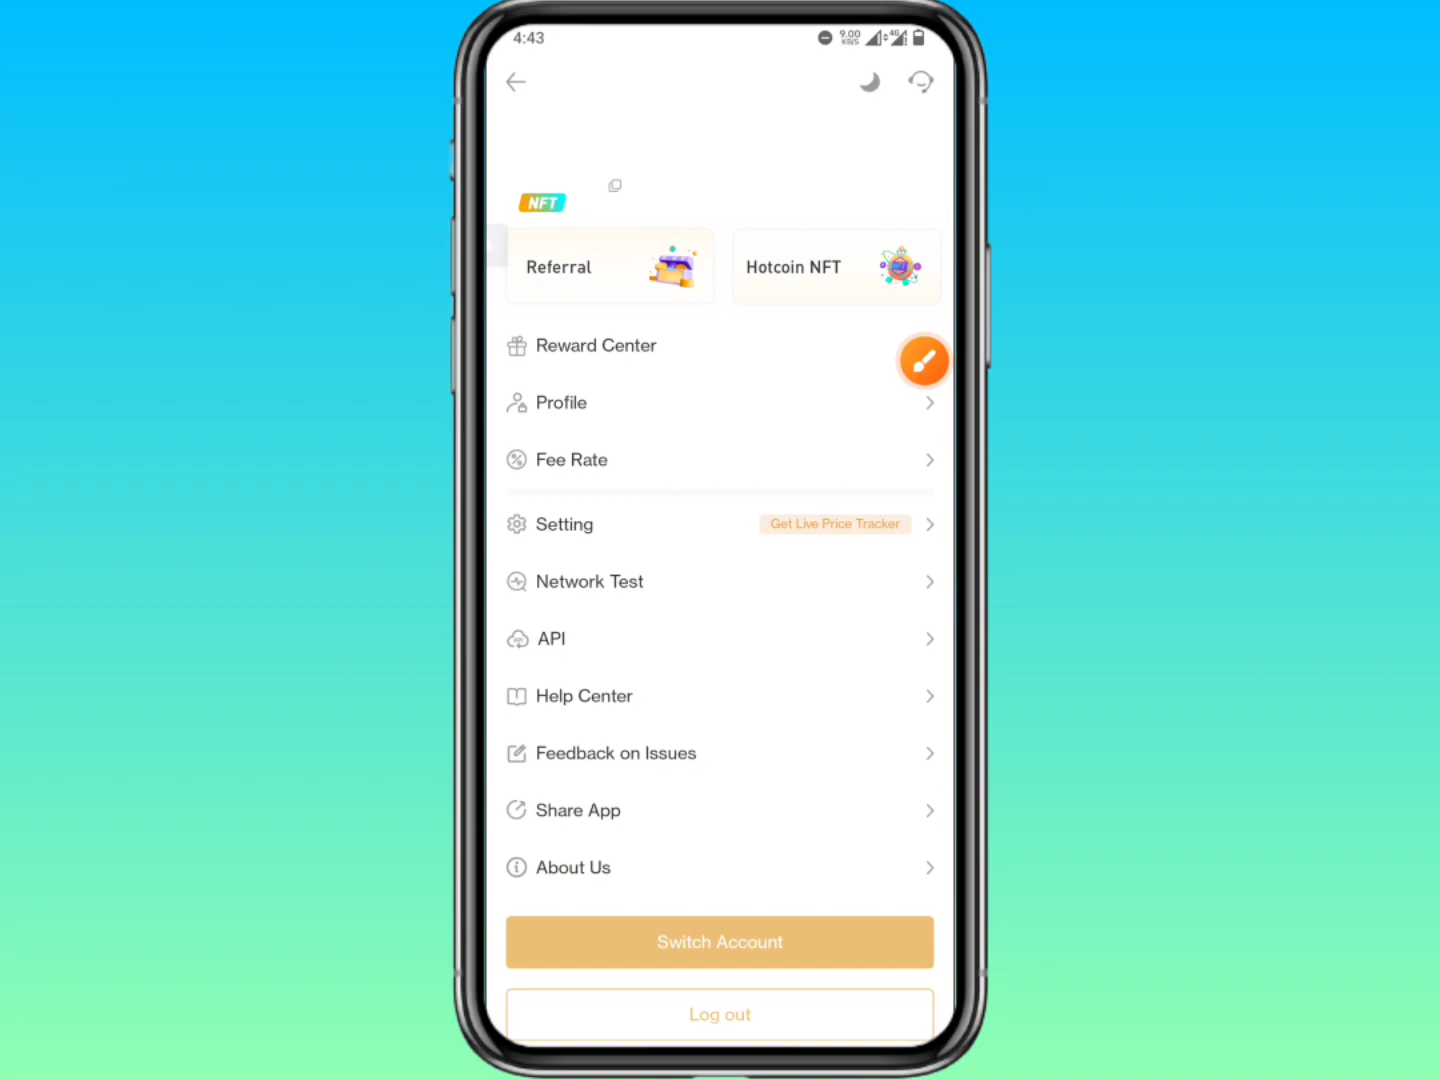 4:43
9.00
KB/S
4G
NFT
Referral
Hotcoin NFT
Reward Center
Profile
Fee Rate
Setting
Get Live Price Tracker
Network Test
API
Help Center
Feedback on Issues
Share App
About Us
Switch Account
Log out